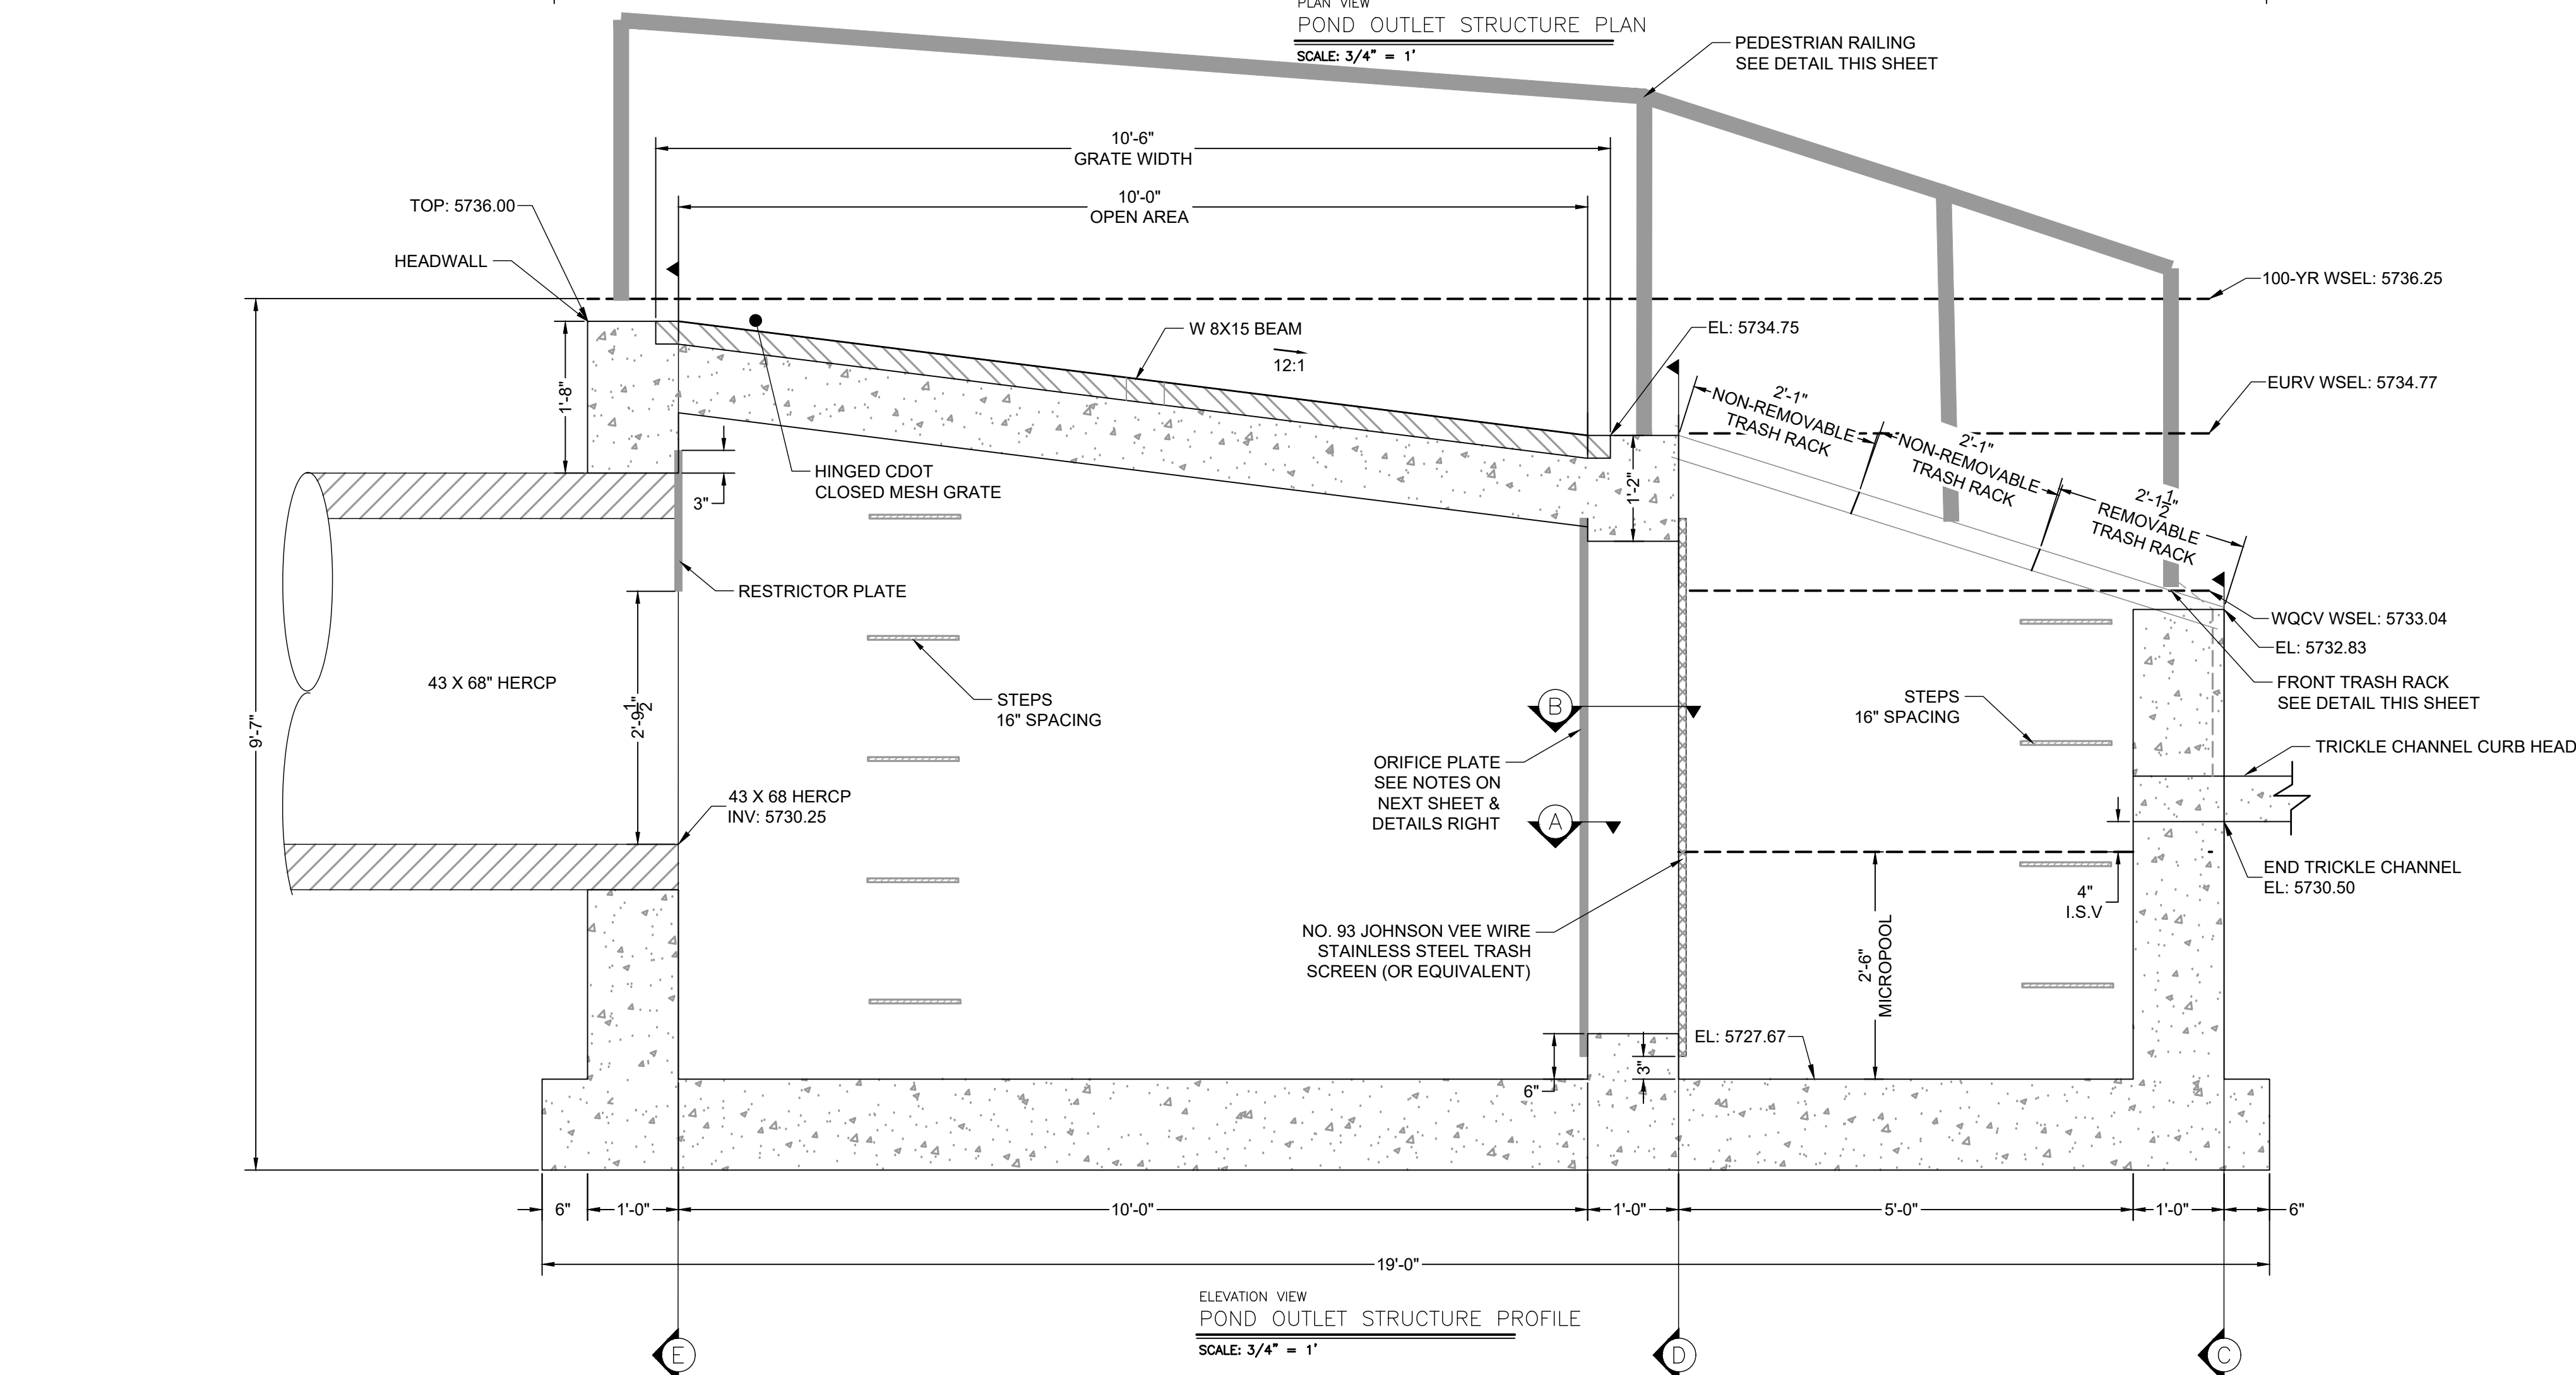 PLAN VIEW
POND OUTLET STRUCTURE PLAN
SCALE: 3/4" = 1'
PEDESTRIAN RAILING
SEE DETAIL THIS SHEET
10'-6"
GRATE WIDTH
10'-0"
OPEN AREA
TOP: 5736.00
HEADWALL
100-YR WSEL: 5736.25
W 8X15 BEAM
12:1
EL: 5734.75
EURV WSEL: 5734.77
1'-8"
2'-1"
NON-REMOVABLE
TRASH RACK
2'-1"
NON-REMOVABLE
TRASH RACK
2'-1 1/2"
REMOVABLE
TRASH RACK
HINGED CDOT
CLOSED MESH GRATE
3"
1'-2"
RESTRICTOR PLATE
WQCV WSEL: 5733.04
EL: 5732.83
43 X 68" HERCP
FRONT TRASH RACK
SEE DETAIL THIS SHEET
STEPS
16" SPACING
STEPS
16" SPACING
9'-7"
2'-9 1/2"
B
TRICKLE CHANNEL CURB HEAD
ORIFICE PLATE
SEE NOTES ON
NEXT SHEET &
DETAILS RIGHT
43 X 68 HERCP
INV: 5730.25
A
END TRICKLE CHANNEL
EL: 5730.50
4"
I.S.V
NO. 93 JOHNSON VEE WIRE
STAINLESS STEEL TRASH
SCREEN (OR EQUIVALENT)
2'-6"
MICROPOOL
EL: 5727.67
6"
3"
6"
1'-0"
10'-0"
1'-0"
5'-0"
1'-0"
6"
19'-0"
ELEVATION VIEW
POND OUTLET STRUCTURE PROFILE
SCALE: 3/4" = 1'
E
D
C